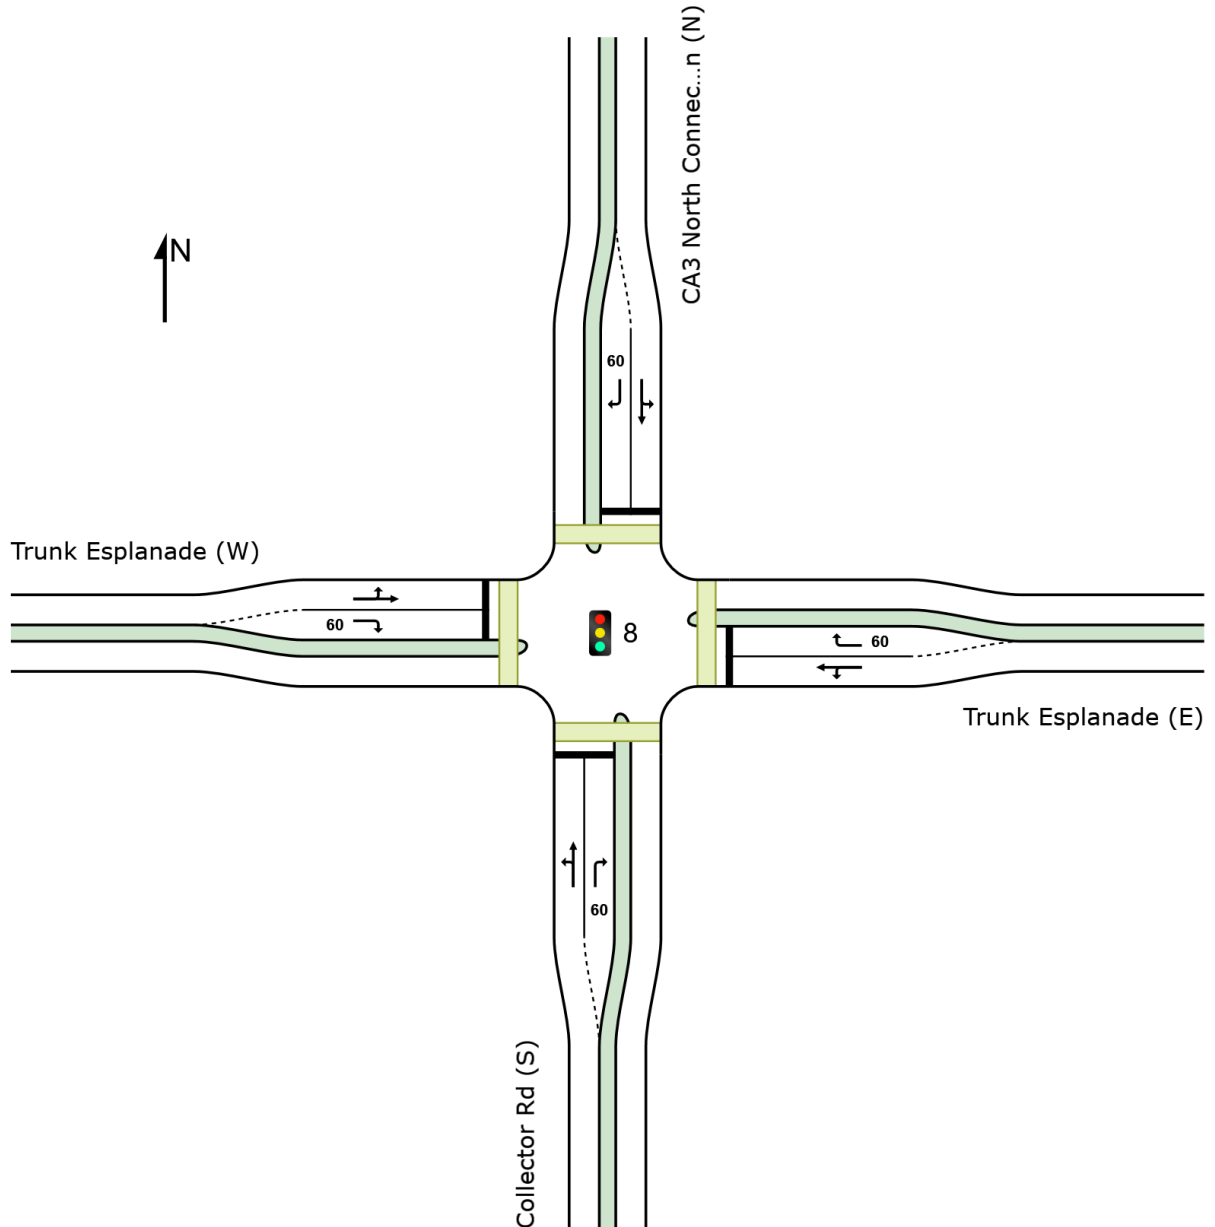 CA3 North Connec...n (N)
N
60
Trunk Esplanade (W)
60
8
60
Trunk Esplanade (E)
60
Collector Rd (S)